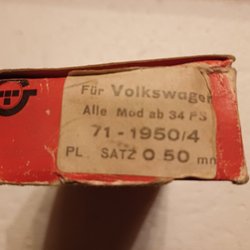 Für Volkswagen
Alle Mod ab 34 PS
71-1950/4
PL. SATZ 0 50 mm